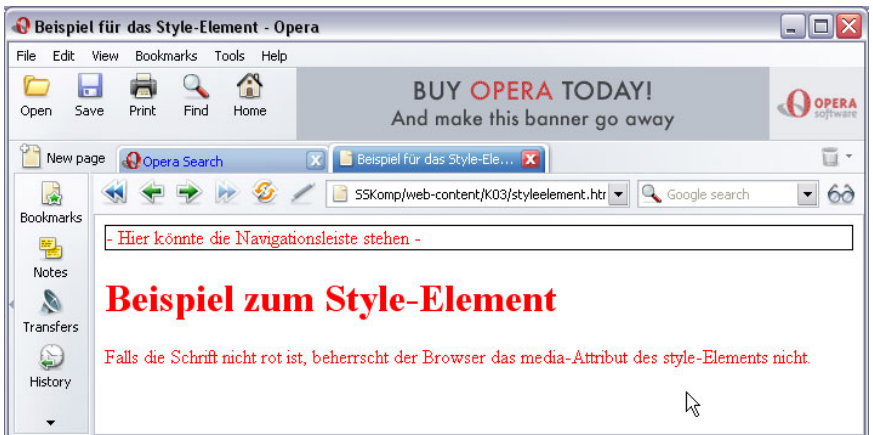 Beispiel für das Style-Element - Opera
File Edit View Bookmarks Tools Help
Open Save Print Find Home
BUY OPERA TODAY!
And make this banner go away
OPERA
software
New page Opera Search Beispiel für das Style-Ele...
SSKomp/web-content/K03/styleelement.htr Google search
Bookmarks
Notes
Transfers
History
- Hier könnte die Navigationsleiste stehen -
Beispiel zum Style-Element
Falls die Schrift nicht rot ist, beherrscht der Browser das media-Attribut des style-Elements nicht.